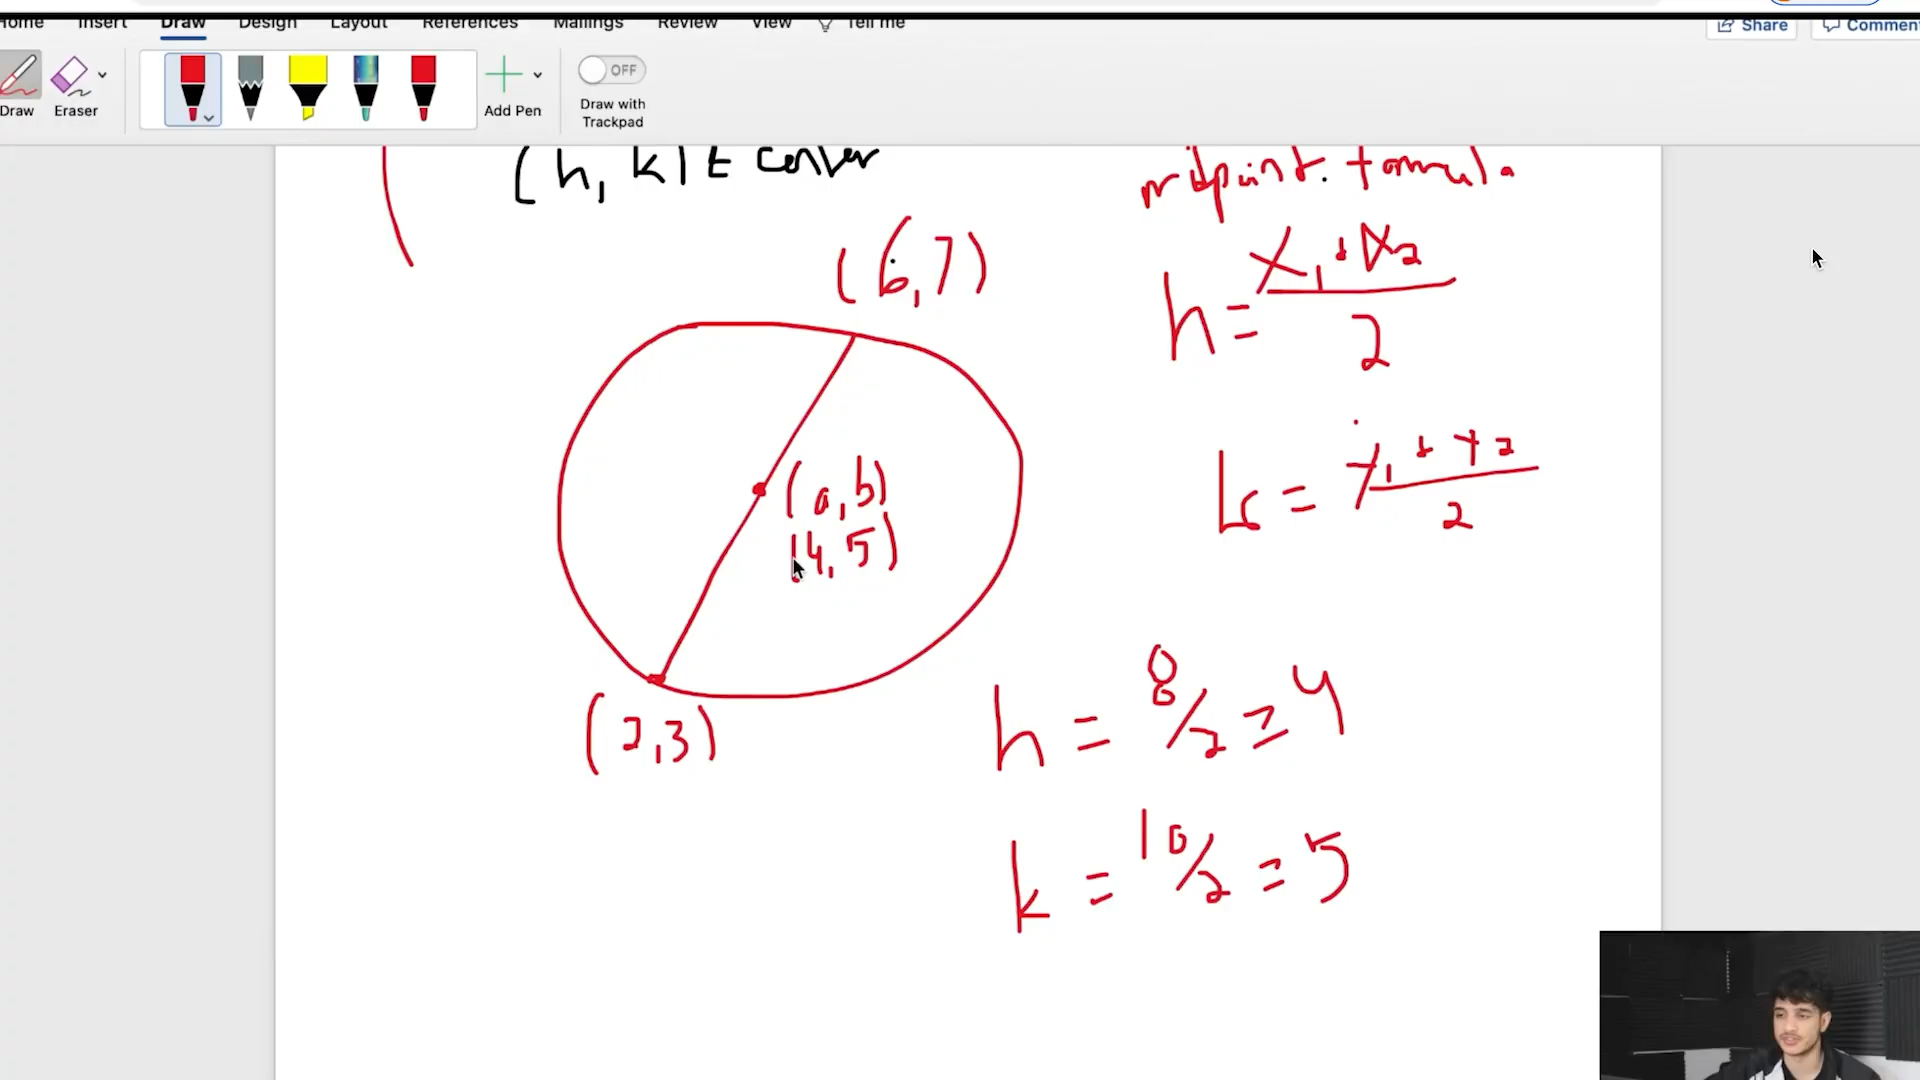 Home Insert Draw Design Layout References Mailings Review View Tell me
Share Comment
Draw Eraser Add Pen OFF Draw with Trackpad
(h, k) center
midpoint formula
(6,7)
h = x₁ + x₂ / 2
(a, b)
(4, 5)
k = y₁ + y₂ / 2
(2,3)
h = 8/2 = 4
k = 10/2 = 5